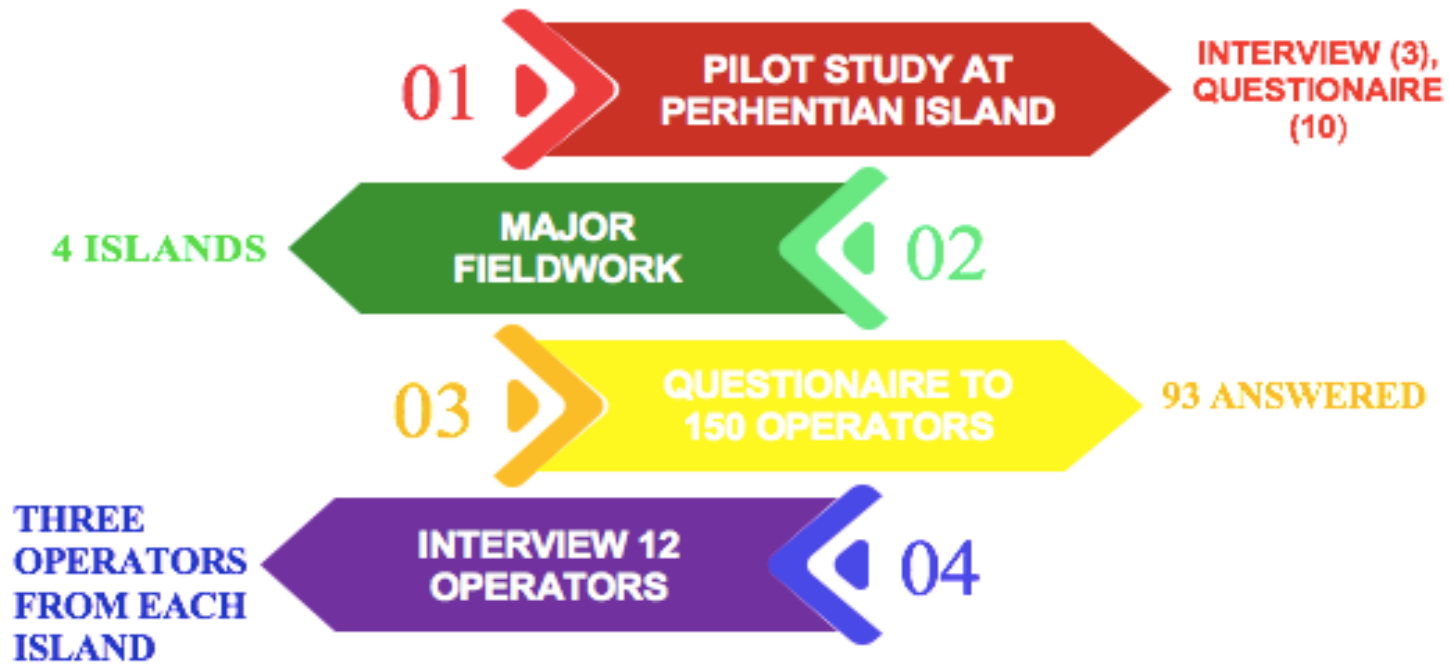 01
PILOT STUDY AT
PERHENTIAN ISLAND
INTERVIEW (3),
QUESTIONAIRE
(10)
4 ISLANDS
MAJOR
FIELDWORK
02
03
QUESTIONAIRE TO
150 OPERATORS
93 ANSWERED
THREE
OPERATORS
FROM EACH
ISLAND
INTERVIEW 12
OPERATORS
04